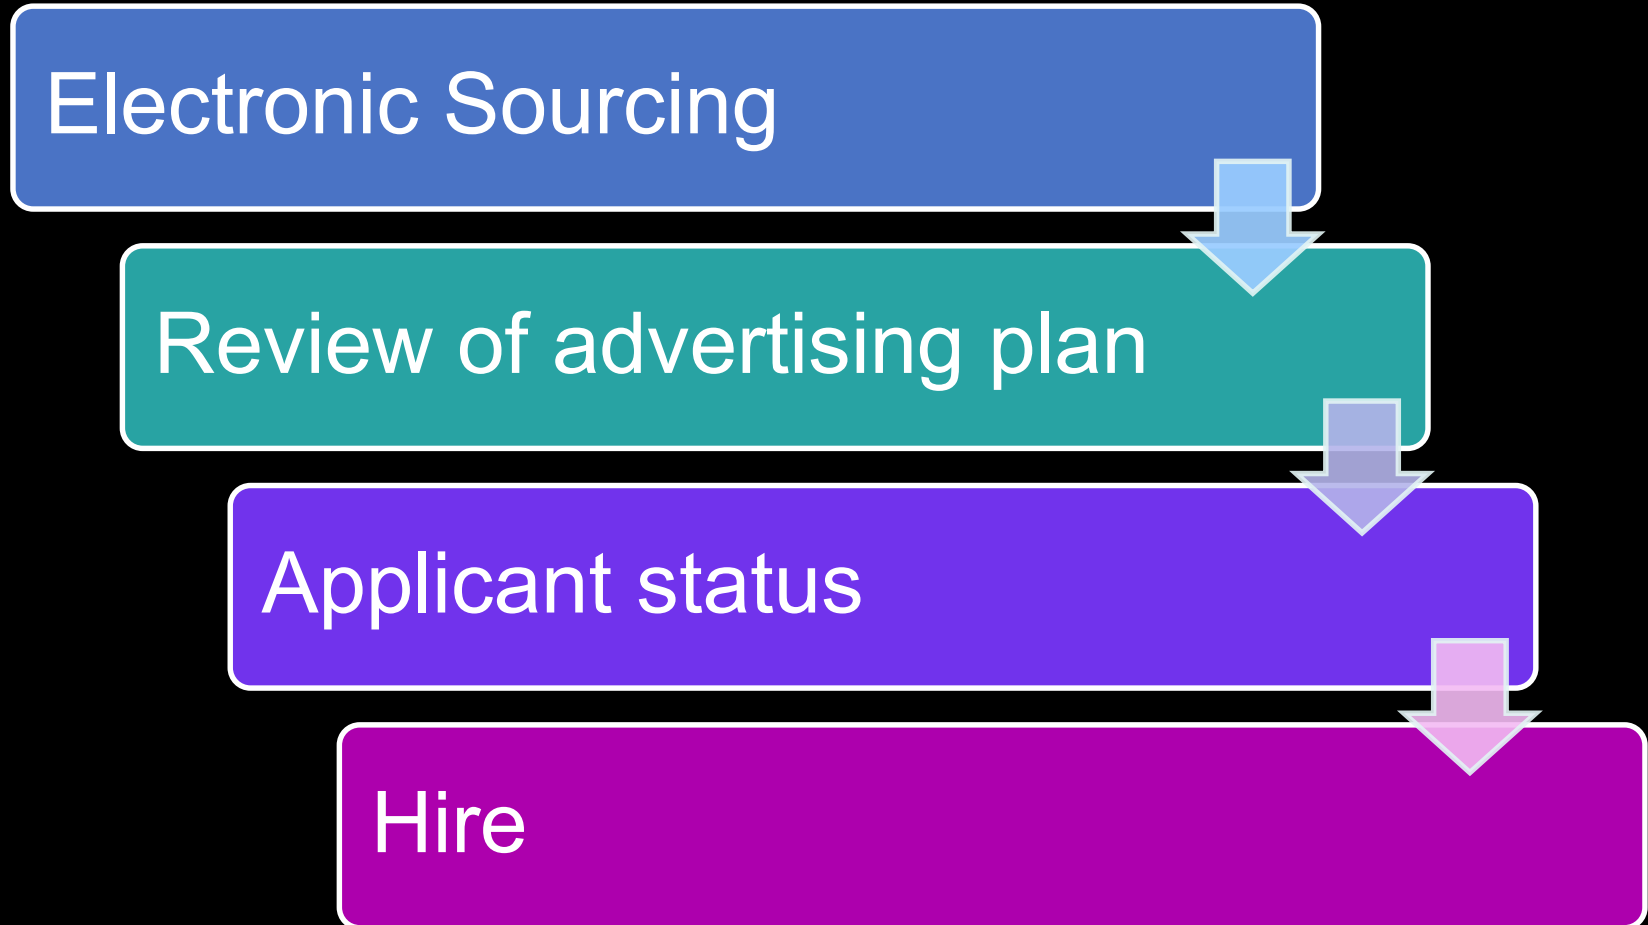 Electronic Sourcing
Review of advertising plan
Applicant status
Hire